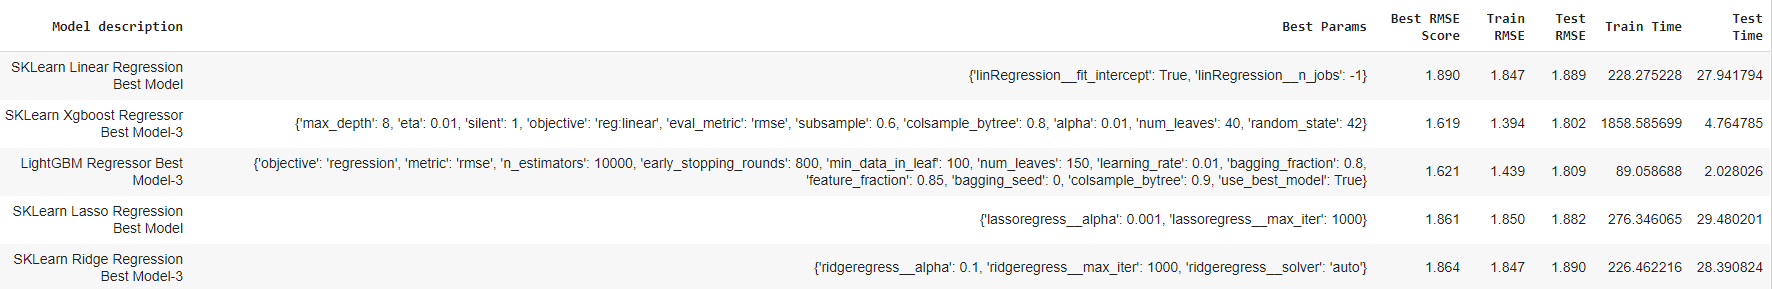 Model description Best Params Best RMSE Score Train RMSE Test RMSE Train Time Test Time
SKLearn Linear Regression Best Model {'linRegression__fit_intercept': True, 'linRegression__n_jobs': -1} 1.890 1.847 1.889 228.275228 27.941794
SKLearn Xgboost Regressor Best Model-3 {'max_depth': 8, 'eta': 0.01, 'silent': 1, 'objective': 'reg:linear', 'eval_metric': 'rmse', 'subsample': 0.6, 'colsample_bytree': 0.8, 'alpha': 0.01, 'num_leaves': 40, 'random_state': 42} 1.619 1.394 1.802 1858.585699 4.764785
LightGBM Regressor Best Model-3 {'objective': 'regression', 'metric': 'rmse', 'n_estimators': 10000, 'early_stopping_rounds': 800, 'min_data_in_leaf': 100, 'num_leaves': 150, 'learning_rate': 0.01, 'bagging_fraction': 0.8, 'feature_fraction': 0.85, 'bagging_seed': 0, 'colsample_bytree': 0.9, 'use_best_model': True} 1.621 1.439 1.809 89.058688 2.028026
SKLearn Lasso Regression Best Model {'lassoregress__alpha': 0.001, 'lassoregress__max_iter': 1000} 1.861 1.850 1.882 276.346065 29.480201
SKLearn Ridge Regression Best Model-3 {'ridgeregress__alpha': 0.1, 'ridgeregress__max_iter': 1000, 'ridgeregress__solver': 'auto'} 1.864 1.847 1.890 226.462216 28.390824